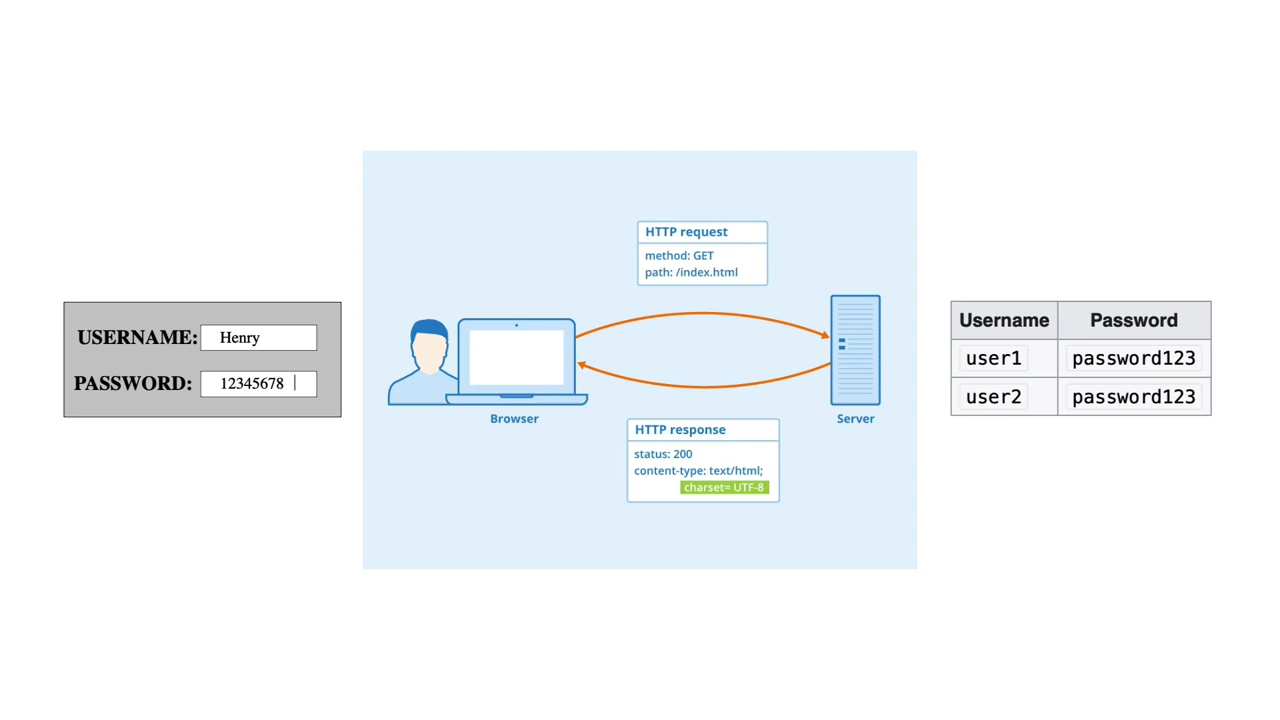 USERNAME: Henry
PASSWORD: 12345678
HTTP request
method: GET
path: /index.html
Browser
Server
HTTP response
status: 200
content-type: text/html;
charset= UTF-8
Username Password
user1 password123
user2 password123